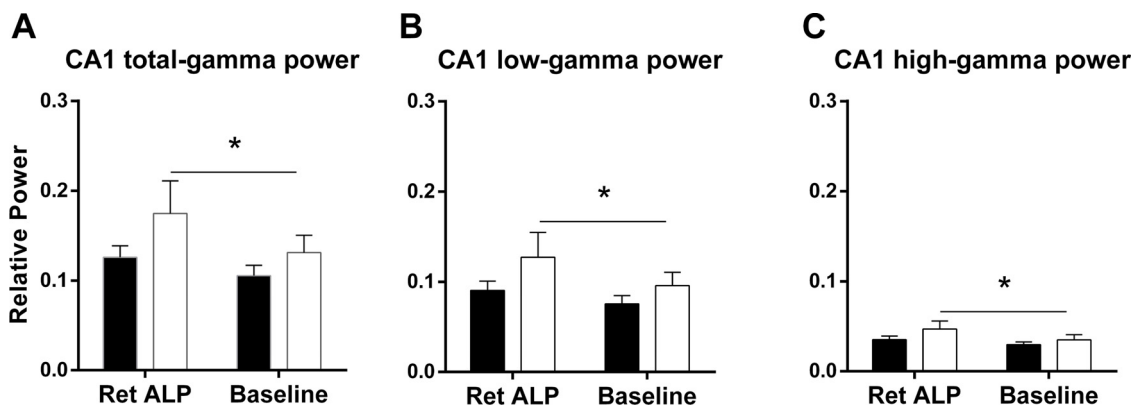 A
CA1 total-gamma power
Relative Power
0.3
0.2
0.1
0.0
*
Ret ALP Baseline
B
CA1 low-gamma power
0.3
0.2
0.1
0.0
*
Ret ALP Baseline
C
CA1 high-gamma power
0.3
0.2
0.1
0.0
*
Ret ALP Baseline